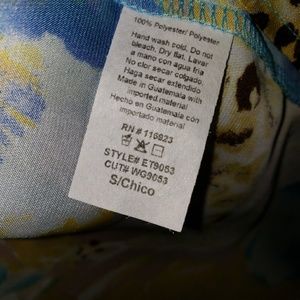 100% Polyester/ Polyester
Hand wash cold, Do not
bleach, Dry flat, Lavar
a mano con agua fria
No clor secar colgado,
Haga secar extendido
Made in Guatemala with
imported material
Hecho en Guatemala con
importado material
RN # 116823
STYLE# ET9053
CUT# WG9053
S/Chico